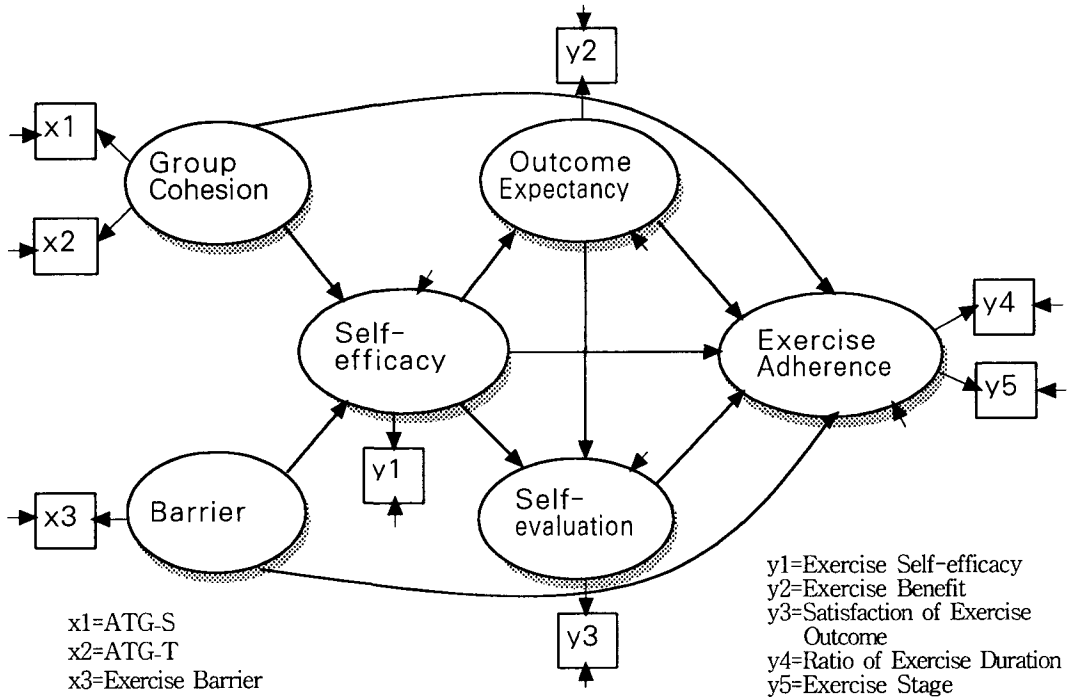 y2
x1
Group
Cohesion
Outcome
Expectancy
x2
Self-
efficacy
Exercise
Adherence
y4
y5
y1
x3
Barrier
Self-
evaluation
y3
x1=ATG-S
x2=ATG-T
x3=Exercise Barrier
y1=Exercise Self-efficacy
y2=Exercise Benefit
y3=Satisfaction of Exercise
Outcome
y4=Ratio of Exercise Duration
y5=Exercise Stage